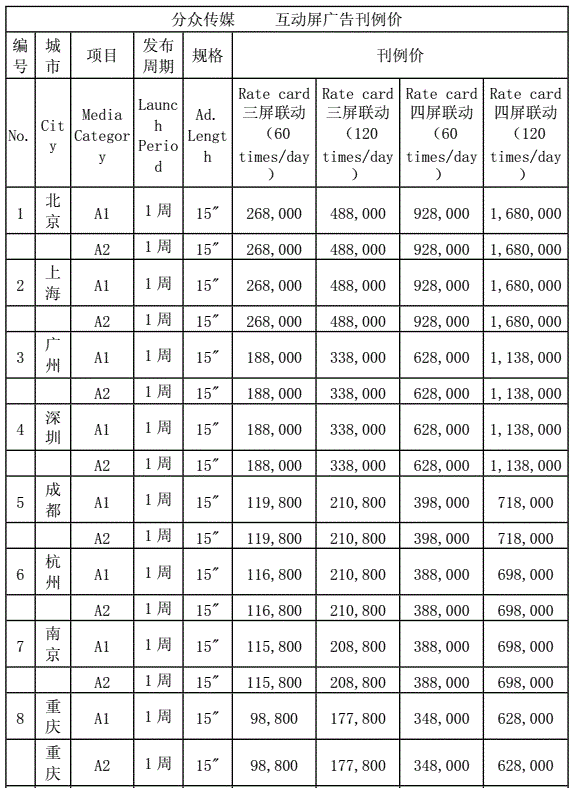 分众传媒 互动屏广告刊例价
编号 城市 项目 发布周期 规格 刊例价
No. City Media Category Launch Period Ad. Length Rate card 三屏联动（60 times/day） Rate card 三屏联动（120 times/day） Rate card 四屏联动（60 times/day） Rate card 四屏联动（120 times/day）
1 北京 A1 1周 15″ 268,000 488,000 928,000 1,680,000
A2 1周 15″ 268,000 488,000 928,000 1,680,000
2 上海 A1 1周 15″ 268,000 488,000 928,000 1,680,000
A2 1周 15″ 268,000 488,000 928,000 1,680,000
3 广州 A1 1周 15″ 188,000 338,000 628,000 1,138,000
A2 1周 15″ 188,000 338,000 628,000 1,138,000
4 深圳 A1 1周 15″ 188,000 338,000 628,000 1,138,000
A2 1周 15″ 188,000 338,000 628,000 1,138,000
5 成都 A1 1周 15″ 119,800 210,800 398,000 718,000
A2 1周 15″ 119,800 210,800 398,000 718,000
6 杭州 A1 1周 15″ 116,800 210,800 388,000 698,000
A2 1周 15″ 116,800 210,800 388,000 698,000
7 南京 A1 1周 15″ 115,800 208,800 388,000 698,000
A2 1周 15″ 115,800 208,800 388,000 698,000
8 重庆 A1 1周 15″ 98,800 177,800 348,000 628,000
重庆 A2 1周 15″ 98,800 177,800 348,000 628,000